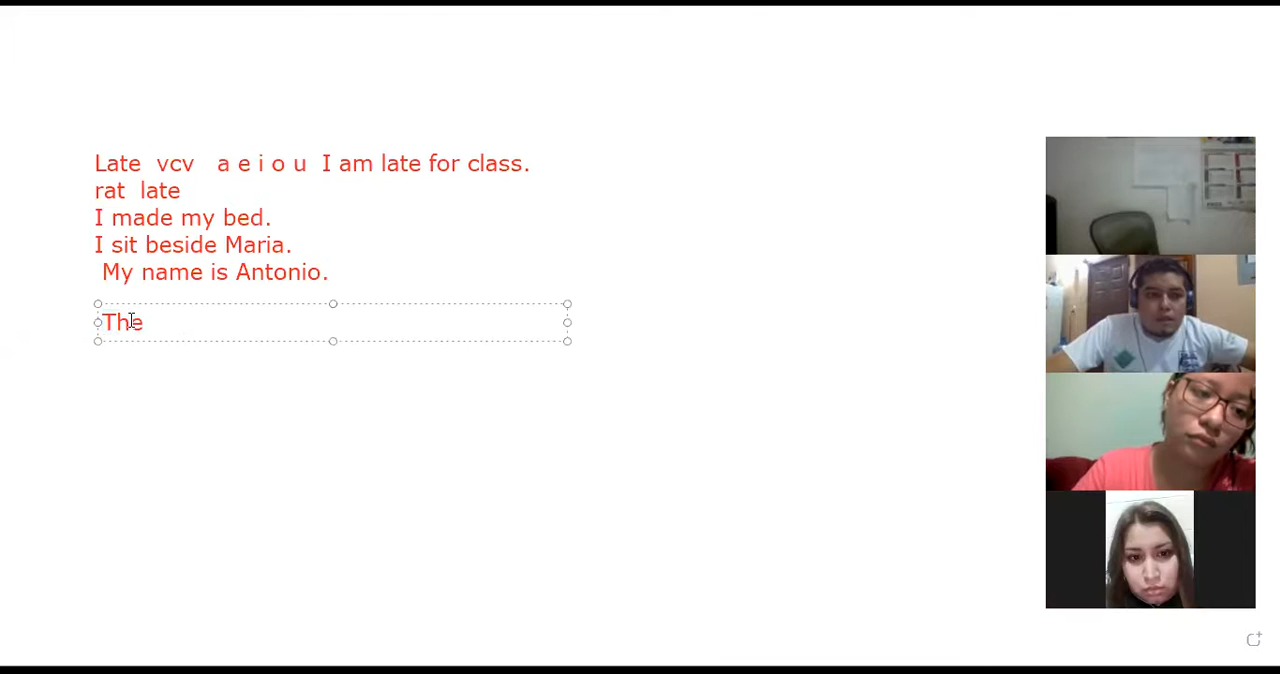 Late vcv a e i o u I am late for class.
rat late
I made my bed.
I sit beside Maria.
My name is Antonio.
The